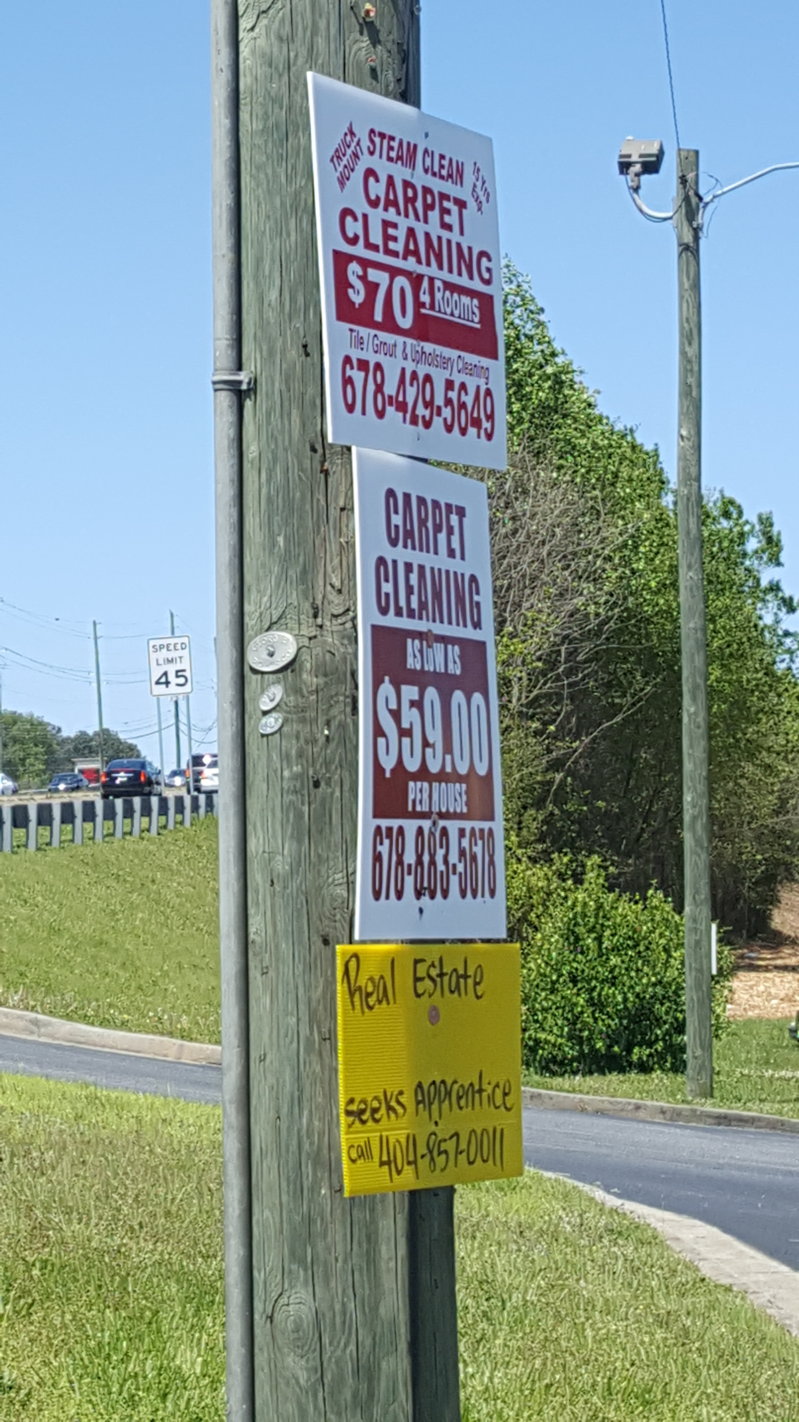 TRUCK
MOUNT
STEAM CLEAN
15 Yrs
Exp.
CARPET
CLEANING
$70 4 Rooms
Tile / Grout & Upholstery Cleaning
678-429-5649
CARPET
CLEANING
AS LOW AS
$59.00
PER HOUSE
678-883-5678
Real Estate
seeks Apprentice
call 404-857-0011
SPEED
LIMIT
45